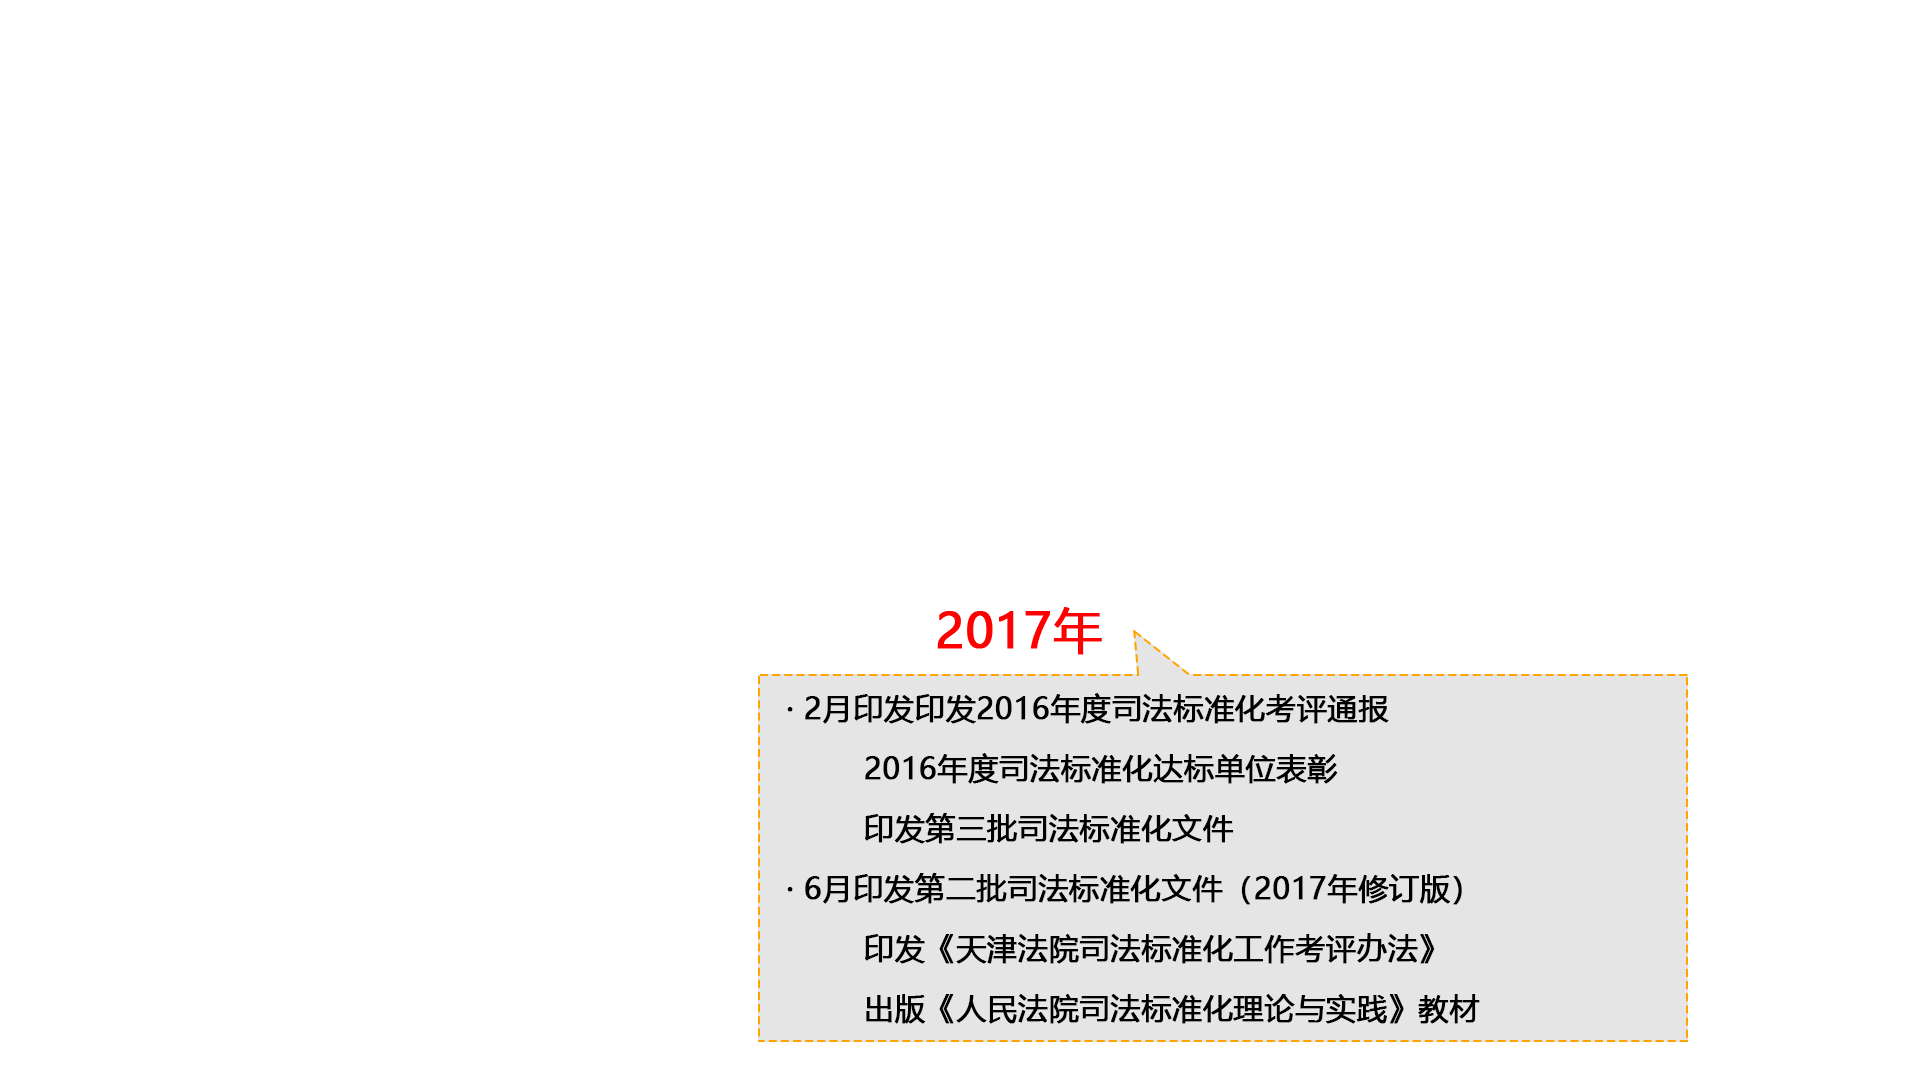 2017年
· 2月印发印发2016年度司法标准化考评通报
2016年度司法标准化达标单位表彰
印发第三批司法标准化文件
· 6月印发第二批司法标准化文件（2017年修订版）
印发《天津法院司法标准化工作考评办法》
出版《人民法院司法标准化理论与实践》教材